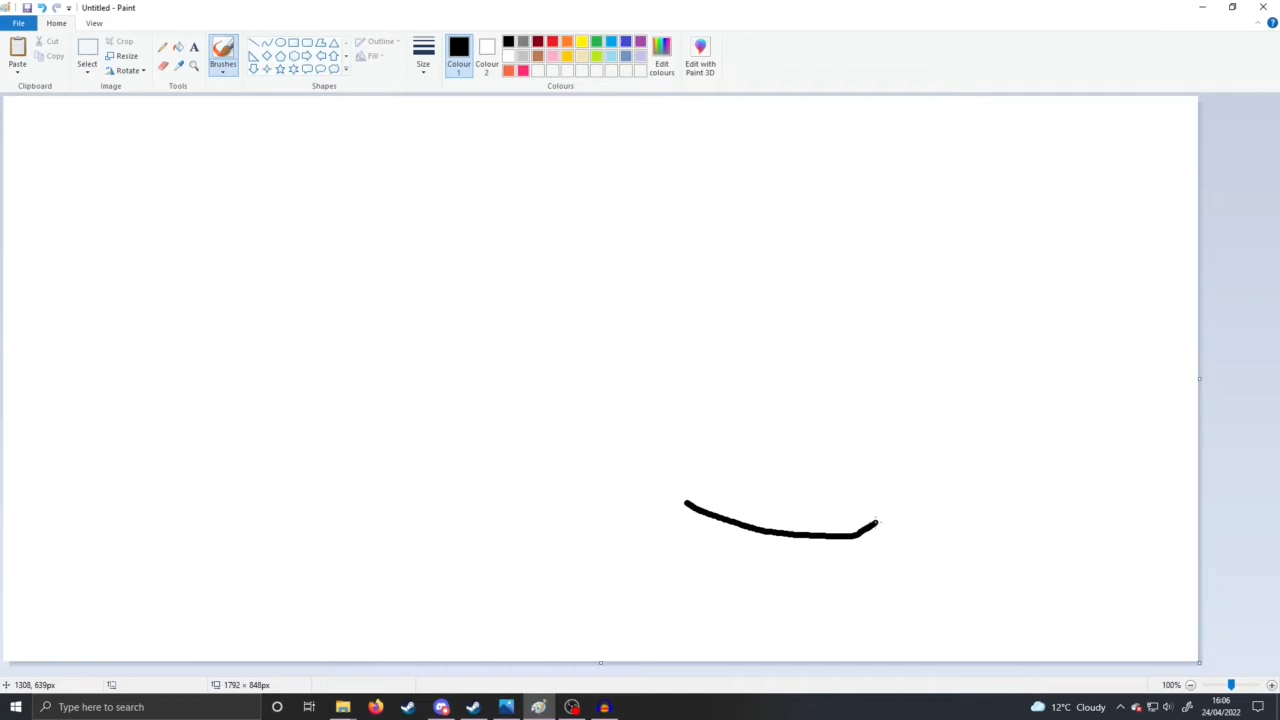 Untitled - Paint
File
Home
View
Paste
Cut
Copy
Clipboard
Select
Crop
Resize
Rotate
Image
A
Tools
Brushes
Outline
Fill
Shapes
Size
Colour 1
Colour 2
Edit colours
Colours
Edit with Paint 3D
1308, 639px
1792 × 848px
100%
Type here to search
12°C Cloudy
16:06
24/04/2022